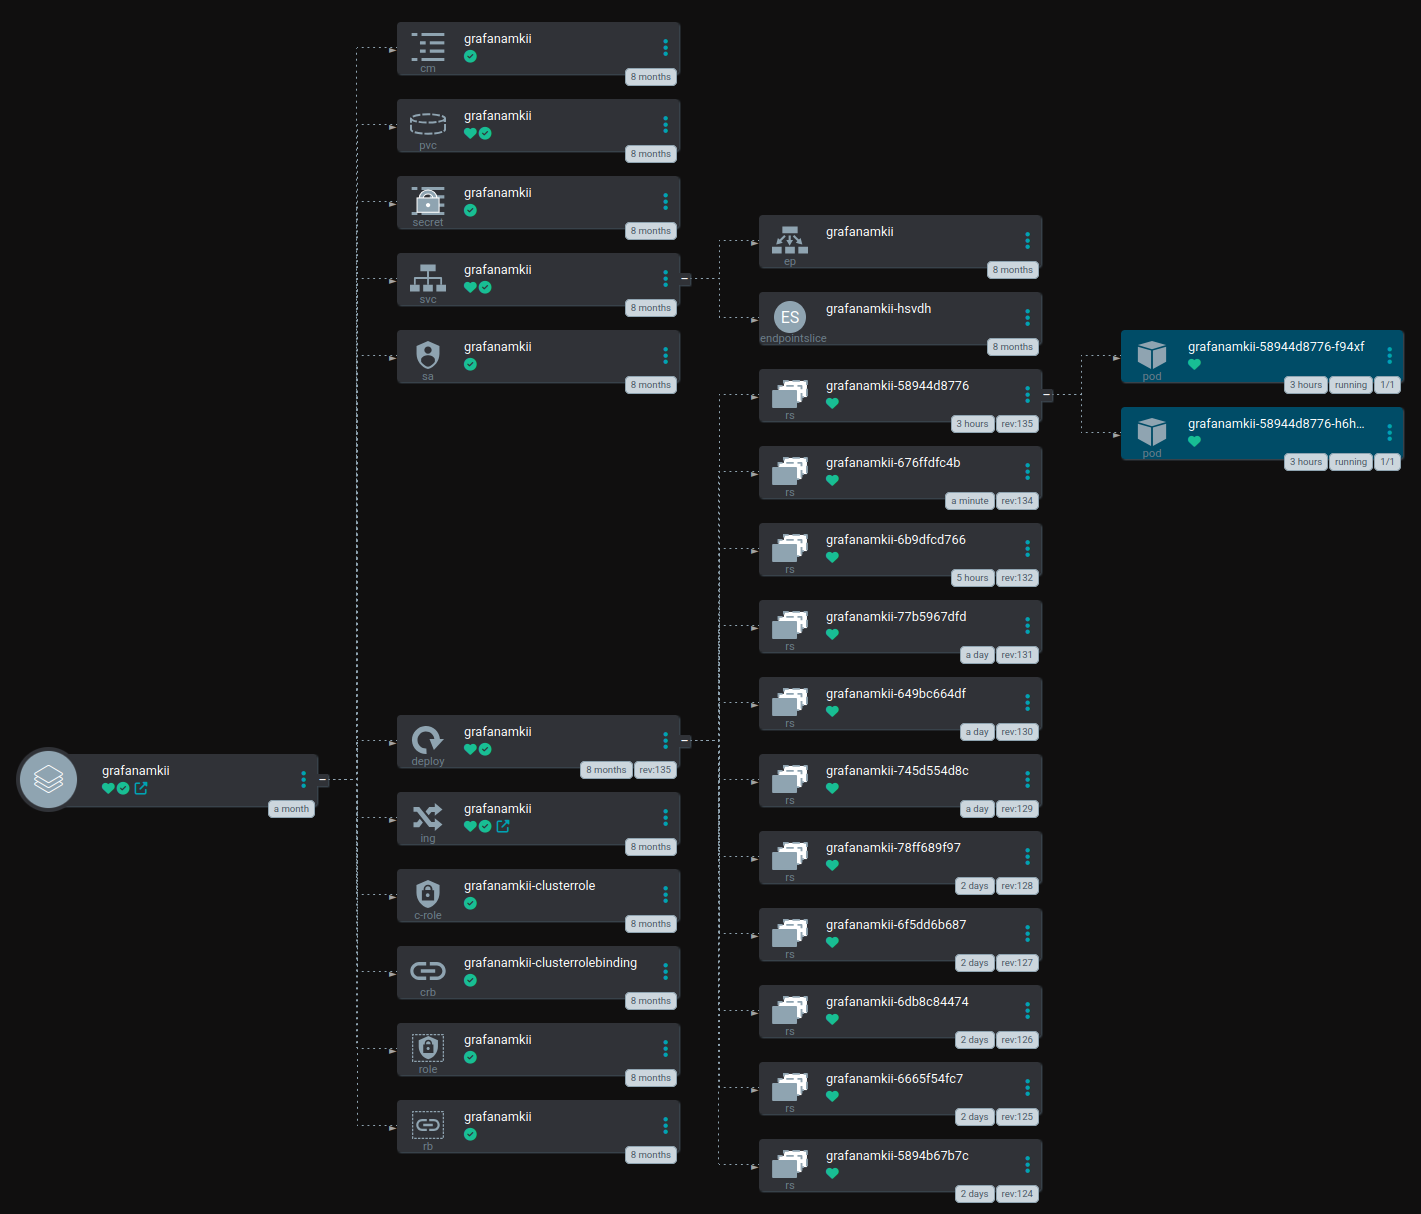 grafanamkii
cm
8 months
grafanamkii
pvc
8 months
grafanamkii
secret
8 months
grafanamkii
svc
8 months
grafanamkii
sa
8 months
grafanamkii
ep
8 months
ES
grafanamkii-hsvdh
endpointslice
8 months
grafanamkii-58944d8776
rs
3 hours rev:135
grafanamkii-58944d8776-f94xf
pod
3 hours running 1/1
grafanamkii-58944d8776-h6h...
pod
3 hours running 1/1
grafanamkii-676ffdfc4b
rs
a minute rev:134
grafanamkii-6b9dfcd766
rs
5 hours rev:132
grafanamkii-77b5967dfd
rs
a day rev:131
grafanamkii-649bc664df
rs
a day rev:130
grafanamkii
a month
grafanamkii
deploy
8 months rev:135
grafanamkii
ing
8 months
grafanamkii-clusterrole
c-role
8 months
grafanamkii-clusterrolebinding
crb
8 months
grafanamkii
role
8 months
grafanamkii
rb
8 months
grafanamkii-745d554d8c
rs
a day rev:129
grafanamkii-78ff689f97
rs
2 days rev:128
grafanamkii-6f5dd6b687
rs
2 days rev:127
grafanamkii-6db8c84474
rs
2 days rev:126
grafanamkii-6665f54fc7
rs
2 days rev:125
grafanamkii-5894b67b7c
rs
2 days rev:124